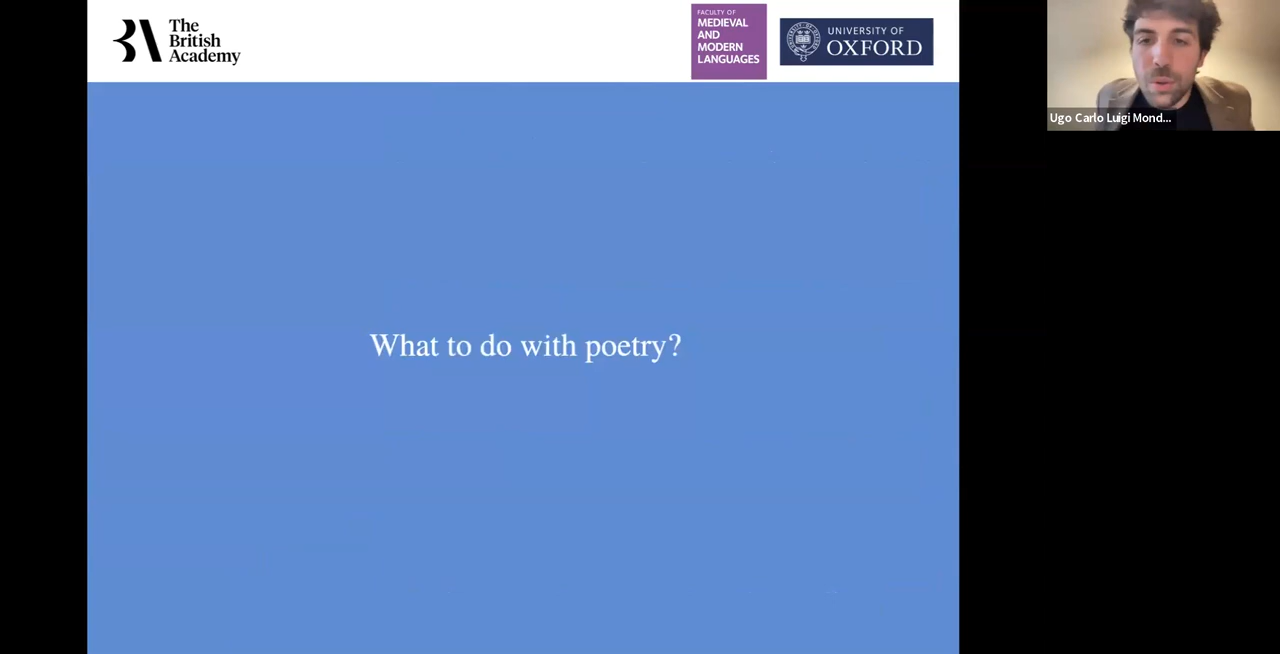 The
British
Academy
FACULTY OF
MEDIEVAL
AND
MODERN
LANGUAGES
UNIVERSITY OF
OXFORD
Ugo Carlo Luigi Mond...
What to do with poetry?